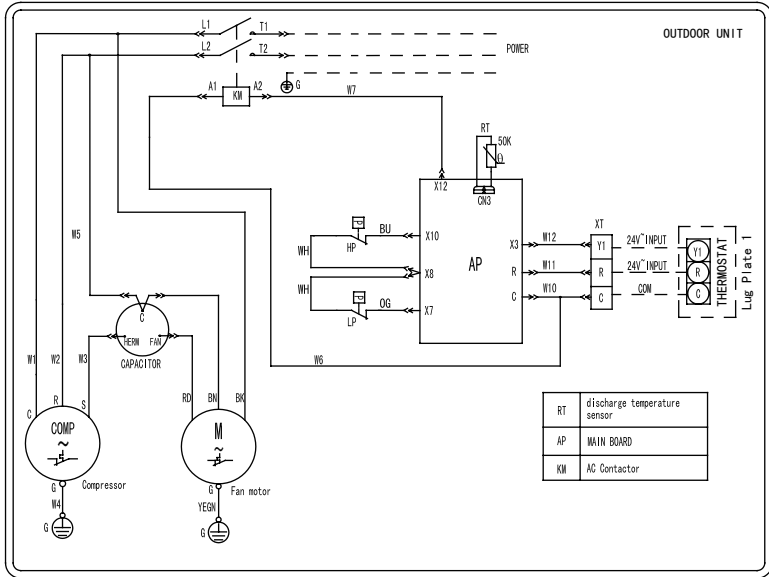 OUTDOOR UNIT
L1
T1
L2
T2
POWER
G
A1
KM
A2
W7
RT
50K
θ
X12
CN3
W5
P
HP
BU
X10
WH
X8
WH
P
LP
OG
X7
AP
X3
R
C
W12
W11
W10
XT
Y1
R
C
24V~INPUT
24V~INPUT
COM
Y1
R
C
THERMOSTAT
Lug Plate 1
C
HERM
FAN
CAPACITOR
W6
W1
W2
W3
RD
BN
BK
C
R
S
COMP
~
M
~
G
Compressor
G
Fan motor
W4
YEGN
G
G
RT
discharge temperature
sensor
AP
MAIN BOARD
KM
AC Contactor